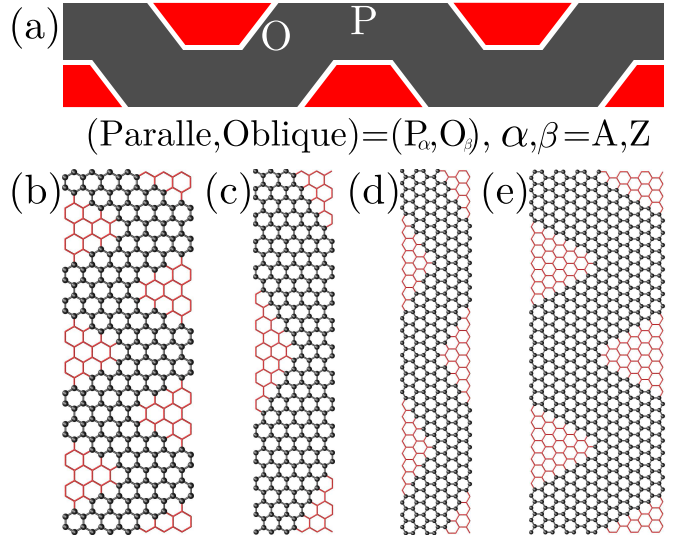 (a)
O P
(Paralle,Oblique)=(Pα,Oβ), α,β=A,Z
(b) (c) (d) (e)